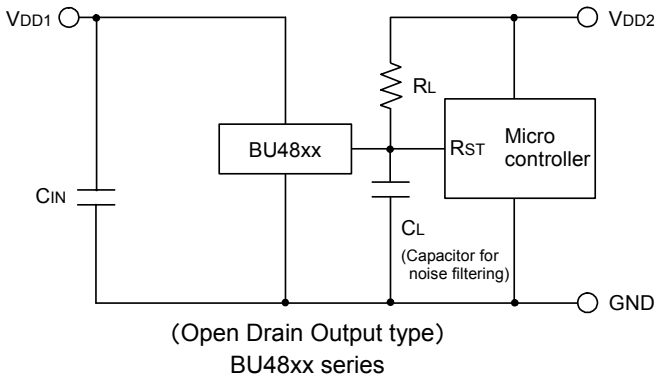 VDD1
VDD2
RL
BU48xx
RST
Micro
controller
CIN
CL
(Capacitor for
noise filtering)
GND
(Open Drain Output type)
BU48xx series